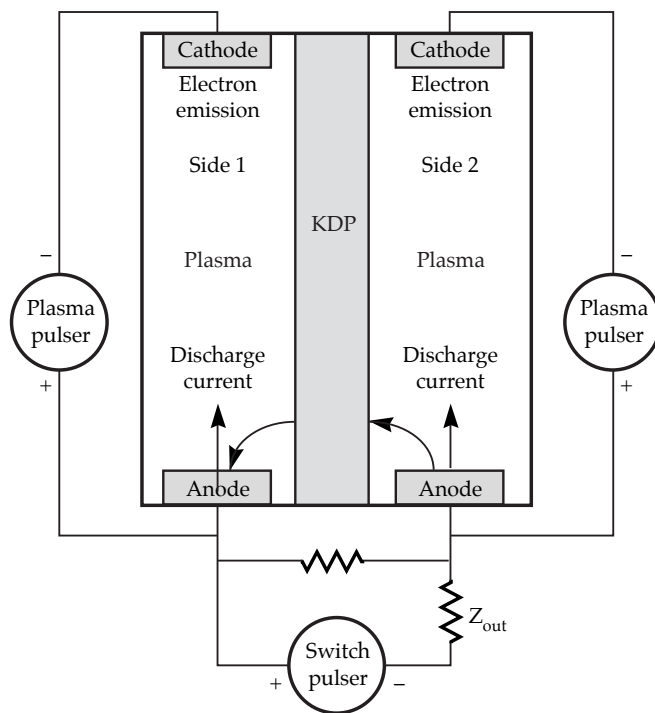 Cathode
Cathode
Electron
emission
Electron
emission
Side 1
Side 2
KDP
Plasma
Plasma
−
−
Plasma
pulser
Plasma
pulser
+
+
Discharge
current
Discharge
current
Anode
Anode
Zout
Switch
pulser
+
−